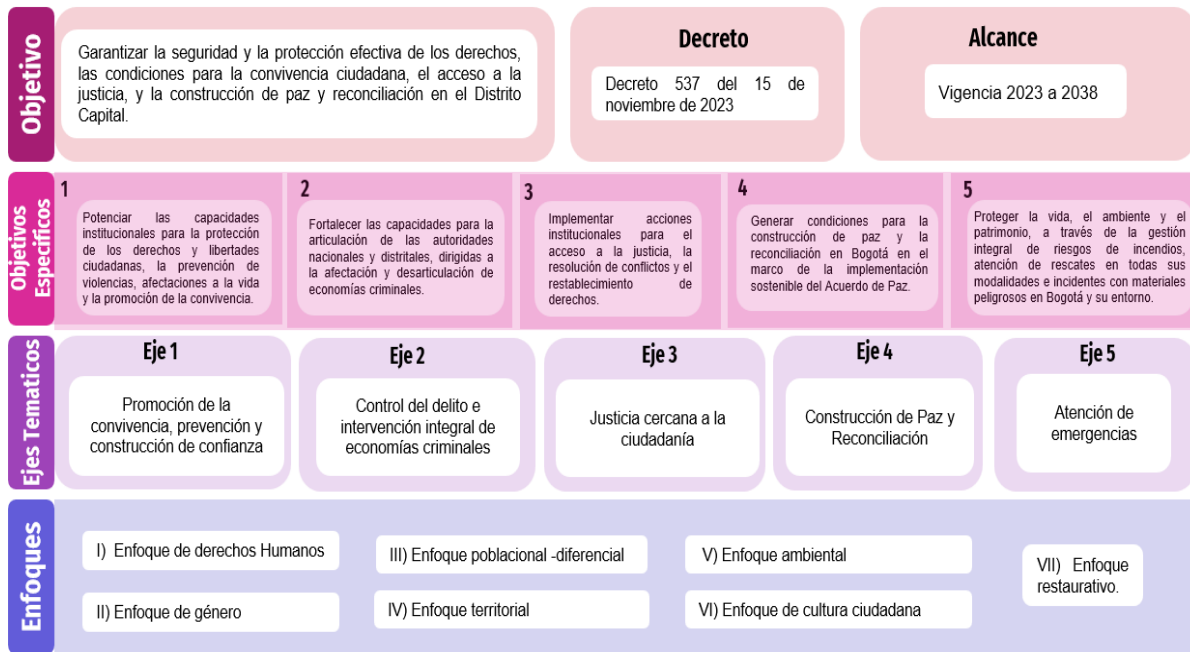 Objetivo
Garantizar la seguridad y la protección efectiva de los derechos,
las condiciones para la convivencia ciudadana, el acceso a la
justicia, y la construcción de paz y reconciliación en el Distrito
Capital.
Decreto
Decreto 537 del 15 de
noviembre de 2023
Alcance
Vigencia 2023 a 2038
Objetivos
Específicos
1
Potenciar las capacidades
institucionales para la protección
de los derechos y libertades
ciudadanas, la prevención de
violencias, afectaciones a la vida
y la promoción de la convivencia.
2
Fortalecer las capacidades para la
articulación de las autoridades
nacionales y distritales, dirigidas a
la afectación y desarticulación de
economías criminales.
3
Implementar acciones
institucionales para el
acceso a la justicia, la
resolución de conflictos y el
restablecimiento de
derechos.
4
Generar condiciones para la
construcción de paz y la
reconciliación en Bogotá en el
marco de la implementación
sostenible del Acuerdo de Paz.
5
Proteger la vida, el ambiente y el
patrimonio, a través de la gestión
integral de riesgos de incendios,
atención de rescates en todas sus
modalidades e incidentes con materiales
peligrosos en Bogotá y su entorno.
Ejes Tematicos
Eje 1
Promoción de la
convivencia, prevención y
construcción de confianza
Eje 2
Control del delito e
intervención integral de
economías criminales
Eje 3
Justicia cercana a la
ciudadanía
Eje 4
Construcción de Paz y
Reconciliación
Eje 5
Atención de
emergencias
Enfoques
I) Enfoque de derechos Humanos
II) Enfoque de género
III) Enfoque poblacional -diferencial
IV) Enfoque territorial
V) Enfoque ambiental
VI) Enfoque de cultura ciudadana
VII) Enfoque
restaurativo.